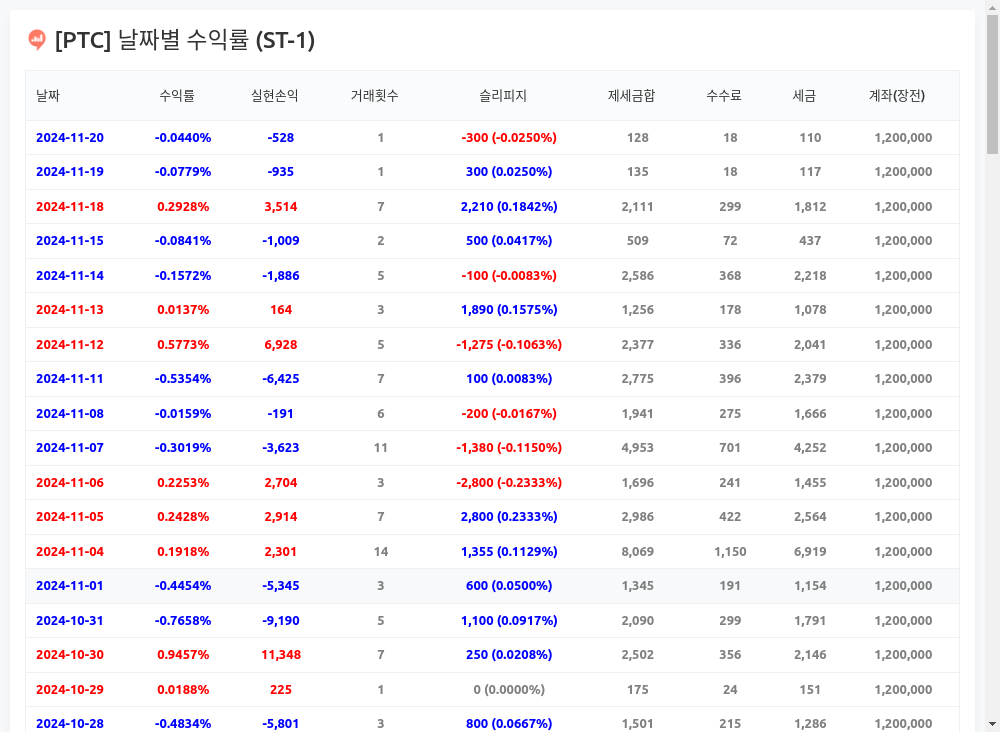 [PTC] 날짜별 수익률 (ST-1)
날짜 수익률 실현손익 거래횟수 슬리피지 제세금합 수수료 세금 계좌(장전)
2024-11-20 -0.0440% -528 1 -300 (-0.0250%) 128 18 110 1,200,000
2024-11-19 -0.0779% -935 1 300 (0.0250%) 135 18 117 1,200,000
2024-11-18 0.2928% 3,514 7 2,210 (0.1842%) 2,111 299 1,812 1,200,000
2024-11-15 -0.0841% -1,009 2 500 (0.0417%) 509 72 437 1,200,000
2024-11-14 -0.1572% -1,886 5 -100 (-0.0083%) 2,586 368 2,218 1,200,000
2024-11-13 0.0137% 164 3 1,890 (0.1575%) 1,256 178 1,078 1,200,000
2024-11-12 0.5773% 6,928 5 -1,275 (-0.1063%) 2,377 336 2,041 1,200,000
2024-11-11 -0.5354% -6,425 7 100 (0.0083%) 2,775 396 2,379 1,200,000
2024-11-08 -0.0159% -191 6 -200 (-0.0167%) 1,941 275 1,666 1,200,000
2024-11-07 -0.3019% -3,623 11 -1,380 (-0.1150%) 4,953 701 4,252 1,200,000
2024-11-06 0.2253% 2,704 3 -2,800 (-0.2333%) 1,696 241 1,455 1,200,000
2024-11-05 0.2428% 2,914 7 2,800 (0.2333%) 2,986 422 2,564 1,200,000
2024-11-04 0.1918% 2,301 14 1,355 (0.1129%) 8,069 1,150 6,919 1,200,000
2024-11-01 -0.4454% -5,345 3 600 (0.0500%) 1,345 191 1,154 1,200,000
2024-10-31 -0.7658% -9,190 5 1,100 (0.0917%) 2,090 299 1,791 1,200,000
2024-10-30 0.9457% 11,348 7 250 (0.0208%) 2,502 356 2,146 1,200,000
2024-10-29 0.0188% 225 1 0 (0.0000%) 175 24 151 1,200,000
2024-10-28 -0.4834% -5,801 3 800 (0.0667%) 1,501 215 1,286 1,200,000